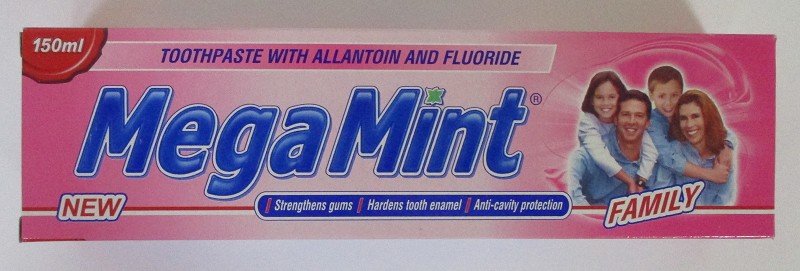 150ml
TOOTHPASTE WITH ALLANTOIN AND FLUORIDE
MegaMint ®
Strengthens gums | Hardens tooth enamel | Anti-cavity protection
NEW
FAMILY